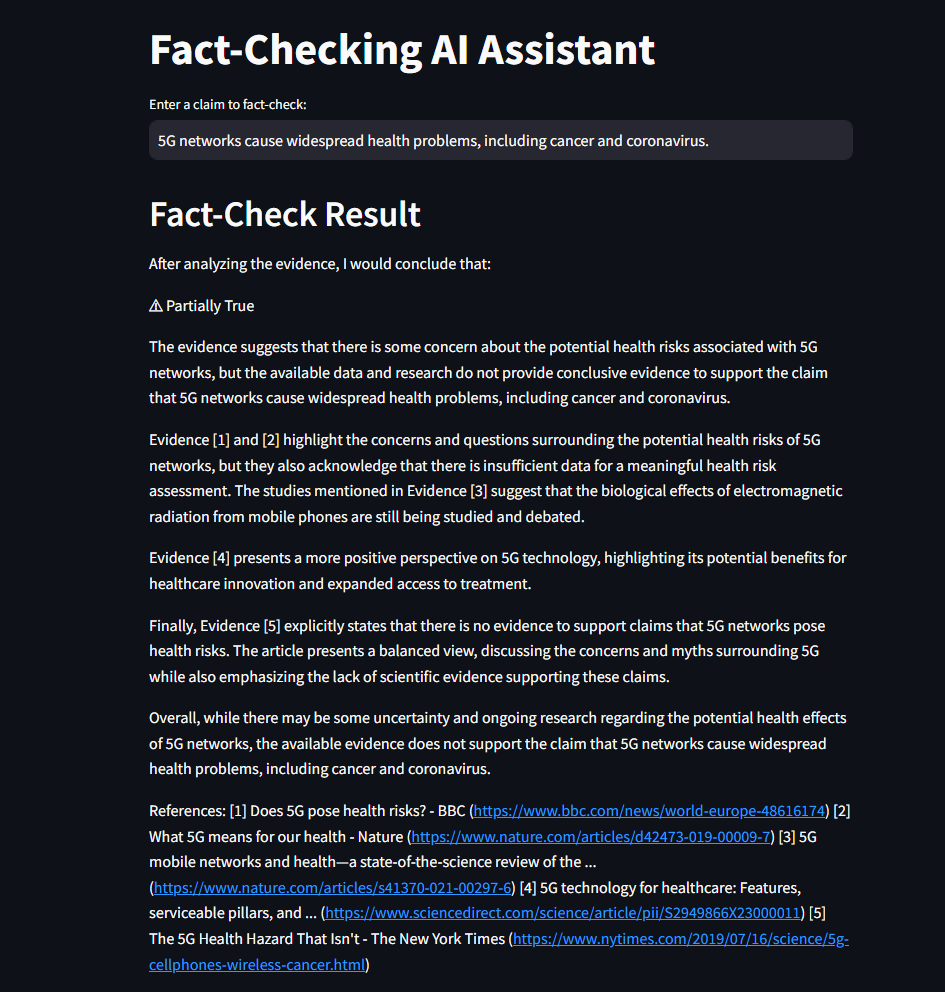 Fact-Checking AI Assistant
Enter a claim to fact-check:
5G networks cause widespread health problems, including cancer and coronavirus.
Fact-Check Result
After analyzing the evidence, I would conclude that:
⚠ Partially True
The evidence suggests that there is some concern about the potential health risks associated with 5G
networks, but the available data and research do not provide conclusive evidence to support the claim
that 5G networks cause widespread health problems, including cancer and coronavirus.
Evidence [1] and [2] highlight the concerns and questions surrounding the potential health risks of 5G
networks, but they also acknowledge that there is insufficient data for a meaningful health risk
assessment. The studies mentioned in Evidence [3] suggest that the biological effects of electromagnetic
radiation from mobile phones are still being studied and debated.
Evidence [4] presents a more positive perspective on 5G technology, highlighting its potential benefits for
healthcare innovation and expanded access to treatment.
Finally, Evidence [5] explicitly states that there is no evidence to support claims that 5G networks pose
health risks. The article presents a balanced view, discussing the concerns and myths surrounding 5G
while also emphasizing the lack of scientific evidence supporting these claims.
Overall, while there may be some uncertainty and ongoing research regarding the potential health effects
of 5G networks, the available evidence does not support the claim that 5G networks cause widespread
health problems, including cancer and coronavirus.
References: [1] Does 5G pose health risks? - BBC (https://www.bbc.com/news/world-europe-48616174) [2]
What 5G means for our health - Nature (https://www.nature.com/articles/d42473-019-00009-7) [3] 5G
mobile networks and health—a state-of-the-science review of the ...
(https://www.nature.com/articles/s41370-021-00297-6) [4] 5G technology for healthcare: Features,
serviceable pillars, and ... (https://www.sciencedirect.com/science/article/pii/S2949866X23000011) [5]
The 5G Health Hazard That Isn't - The New York Times (https://www.nytimes.com/2019/07/16/science/5g-
cellphones-wireless-cancer.html)